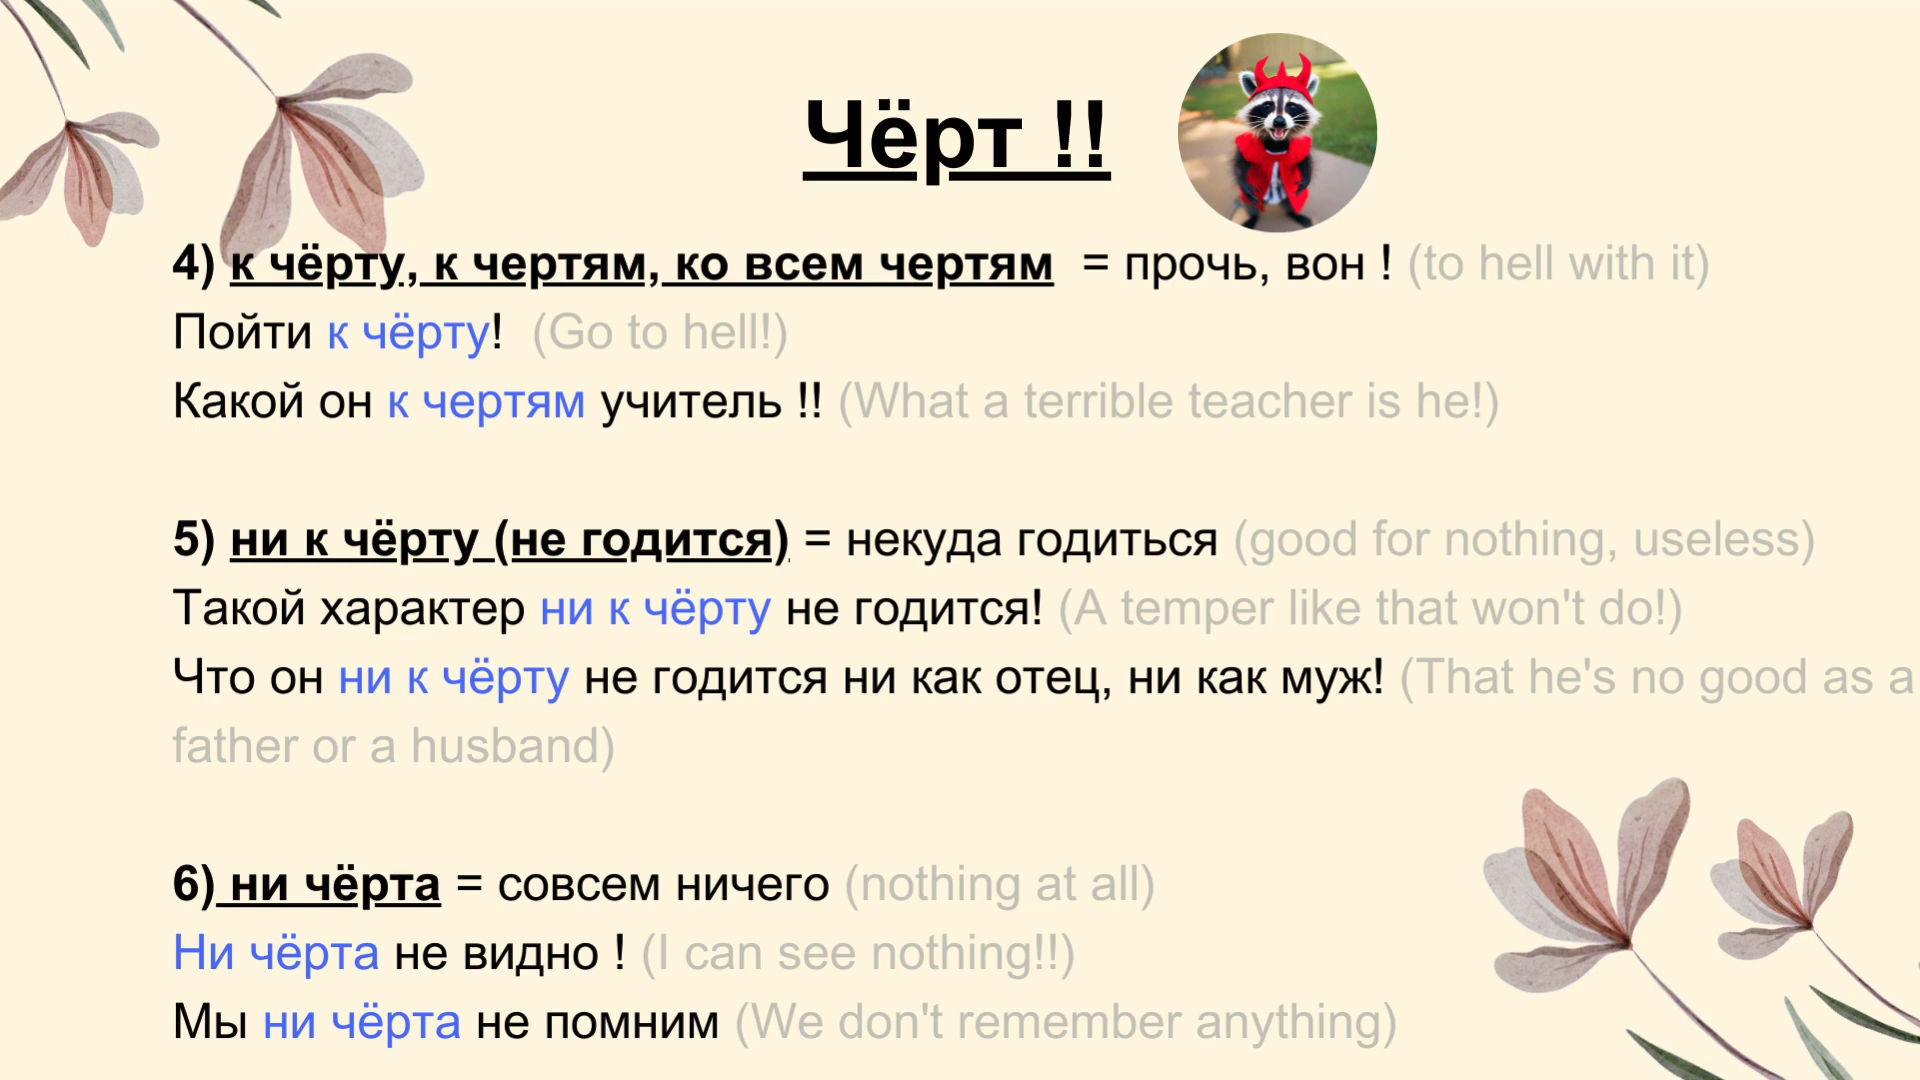 Чёрт !!
4) к чёрту, к чертям, ко всем чертям = прочь, вон ! (to hell with it)
Пойти к чёрту! (Go to hell!)
Какой он к чертям учитель !! (What a terrible teacher is he!)
5) ни к чёрту (не годится) = некуда годиться (good for nothing, useless)
Такой характер ни к чёрту не годится! (A temper like that won't do!)
Что он ни к чёрту не годится ни как отец, ни как муж! (That he's no good as a
father or a husband)
6) ни чёрта = совсем ничего (nothing at all)
Ни чёрта не видно ! (I can see nothing!!)
Мы ни чёрта не помним (We don't remember anything)